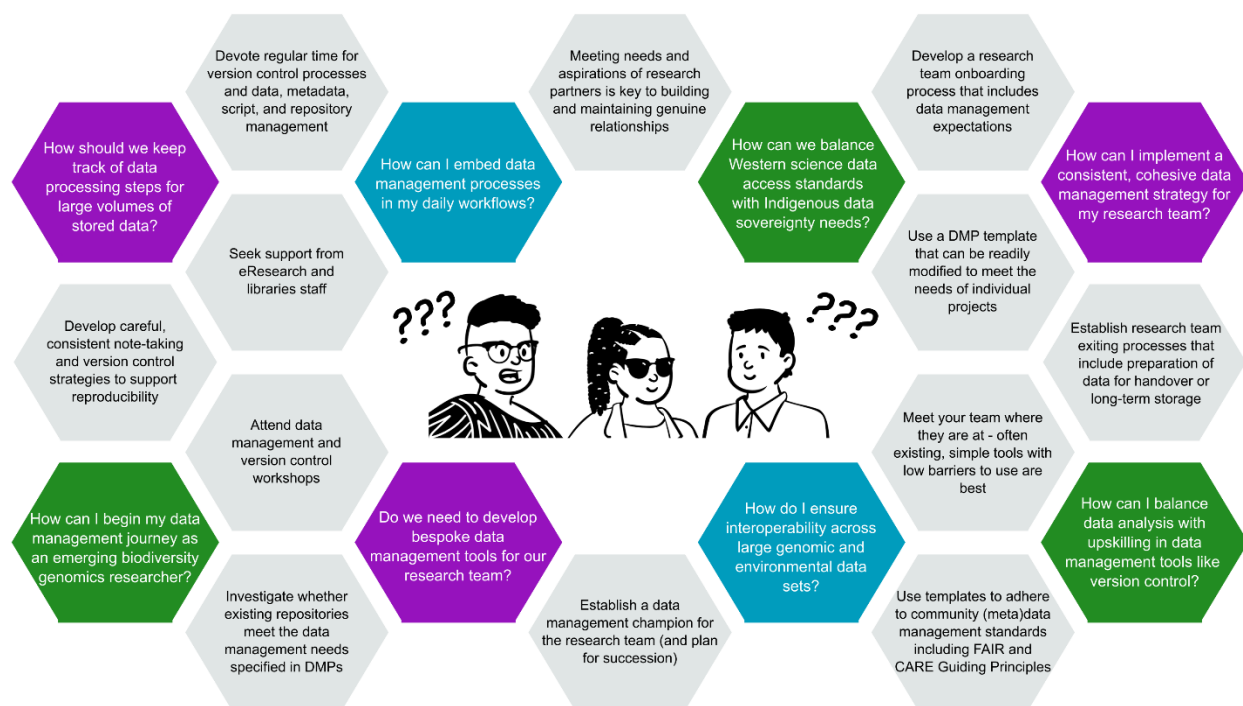 Devote regular time for
version control processes
and data, metadata,
script, and repository
management
Meeting needs and
aspirations of research
partners is key to building
and maintaining genuine
relationships
Develop a research
team onboarding
process that includes
data management
expectations
How should we keep
track of data
processing steps for
large volumes of
stored data?
How can I embed data
management processes
in my daily workflows?
How can we balance
Western science data
access standards
with Indigenous data
sovereignty needs?
How can I implement a
consistent, cohesive data
management strategy for
my research team?
Seek support from
eResearch and
libraries staff
Use a DMP template
that can be readily
modified to meet the
needs of individual
projects
???
???
Develop careful,
consistent note-taking
and version control
strategies to support
reproducibility
Establish research team
exiting processes that
include preparation of
data for handover or
long-term storage
Attend data
management and
version control
workshops
Meet your team where
they are at - often
existing, simple tools with
low barriers to use are
best
How can I begin my data
management journey as
an emerging biodiversity
genomics researcher?
Do we need to develop
bespoke data
management tools for our
research team?
How do I ensure
interoperability across
large genomic and
environmental data
sets?
How can I balance
data analysis with
upskilling in data
management tools like
version control?
Investigate whether
existing repositories
meet the data
management needs
specified in DMPs
Establish a data
management champion for
the research team (and plan
for succession)
Use templates to adhere
to community (meta)data
management standards
including FAIR and
CARE Guiding Principles